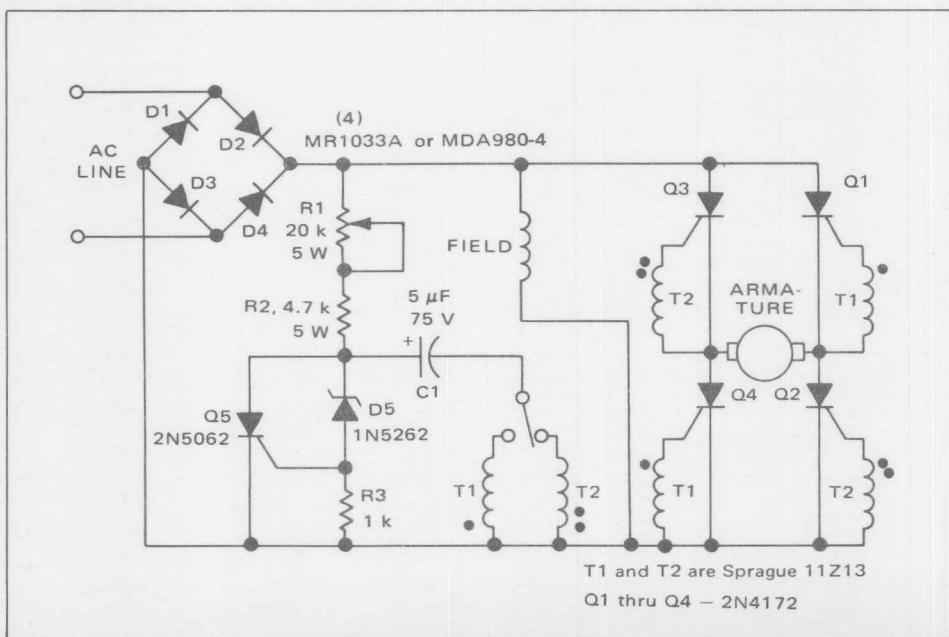 (4)
MR1033A or MDA980-4
D1
D2
AC
LINE
D3
D4
R1
20 k
5 W
R2, 4.7 k
5 W
5 μF
75 V
+
C1
FIELD
Q3
Q1
T2
ARMA-
TURE
T1
Q4
Q2
Q5
2N5062
D5
1N5262
R3
1 k
T1
T2
T1
T2
T1 and T2 are Sprague 11Z13
Q1 thru Q4 – 2N4172